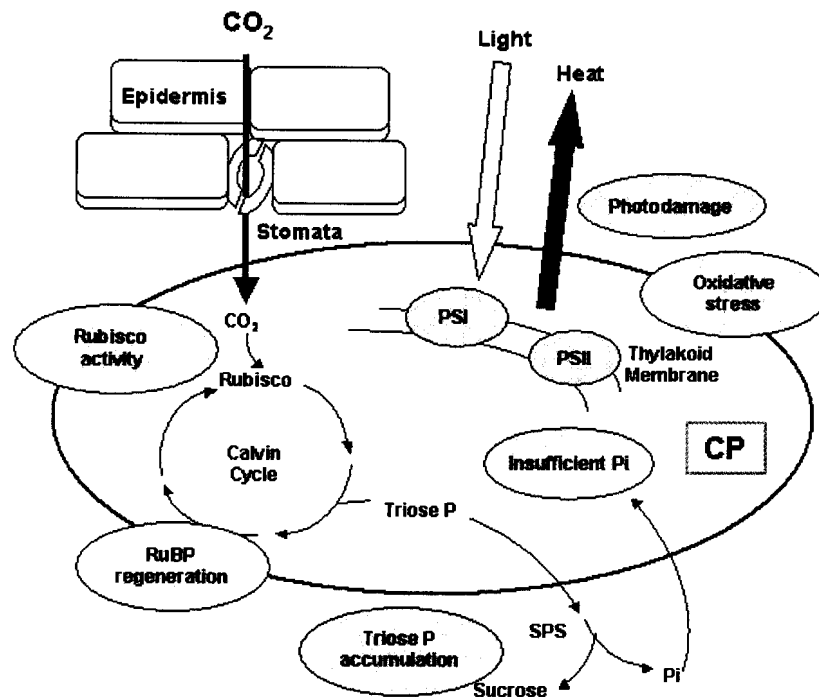 CO2
Light
Heat
Epidermis
Stomata
Photodamage
Oxidative
stress
PSI
PSII
Thylakoid
Membrane
CO2
Rubisco
activity
Rubisco
Calvin
Cycle
Insufficient Pi
CP
Triose P
RuBP
regeneration
Triose P
accumulation
SPS
Pi
Sucrose